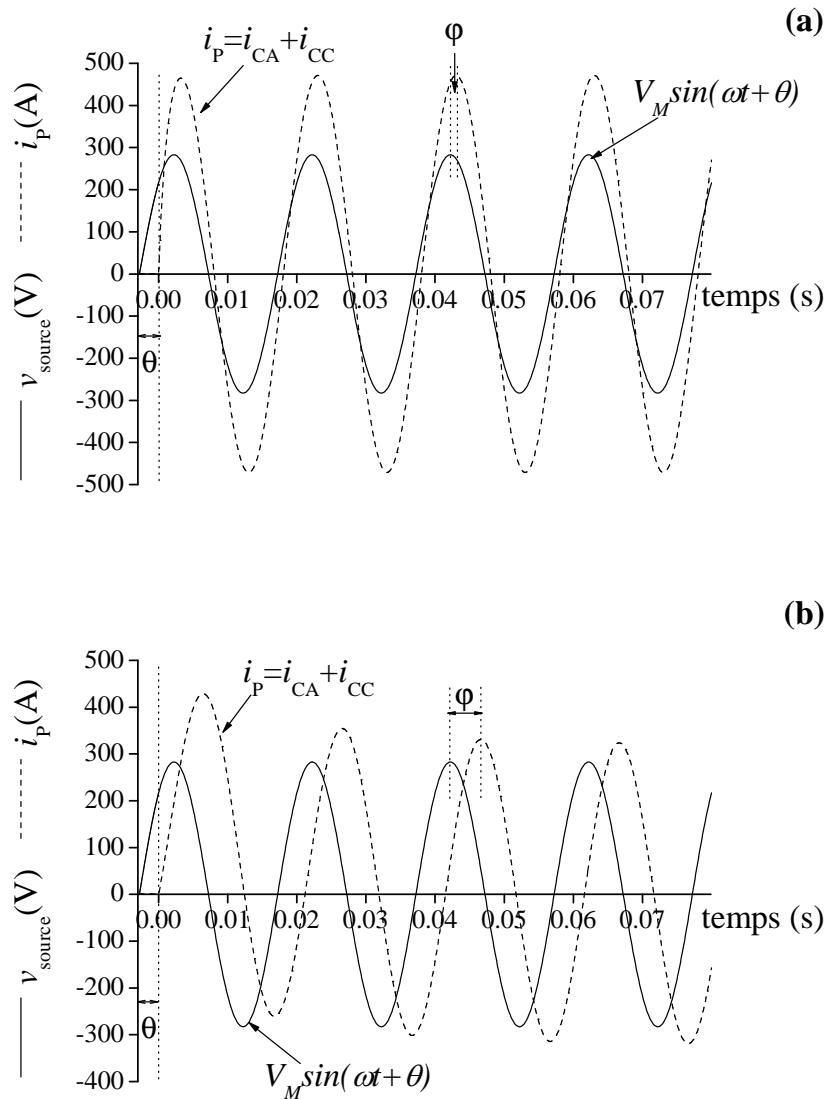 (a)
φ
i_P=i_CA+i_CC
V_M sin(ωt+θ)
500
400
300
200
100
0
-100
-200
-300
-400
-500
0.00 0.01 0.02 0.03 0.04 0.05 0.06 0.07 temps (s)
θ
v_source(V) i_P(A)
(b)
i_P=i_CA+i_CC
φ
500
400
300
200
100
0
-100
-200
-300
-400
0.00 0.01 0.02 0.03 0.04 0.05 0.06 0.07 temps (s)
θ
V_M sin(ωt+θ)
v_source(V) i_P(A)